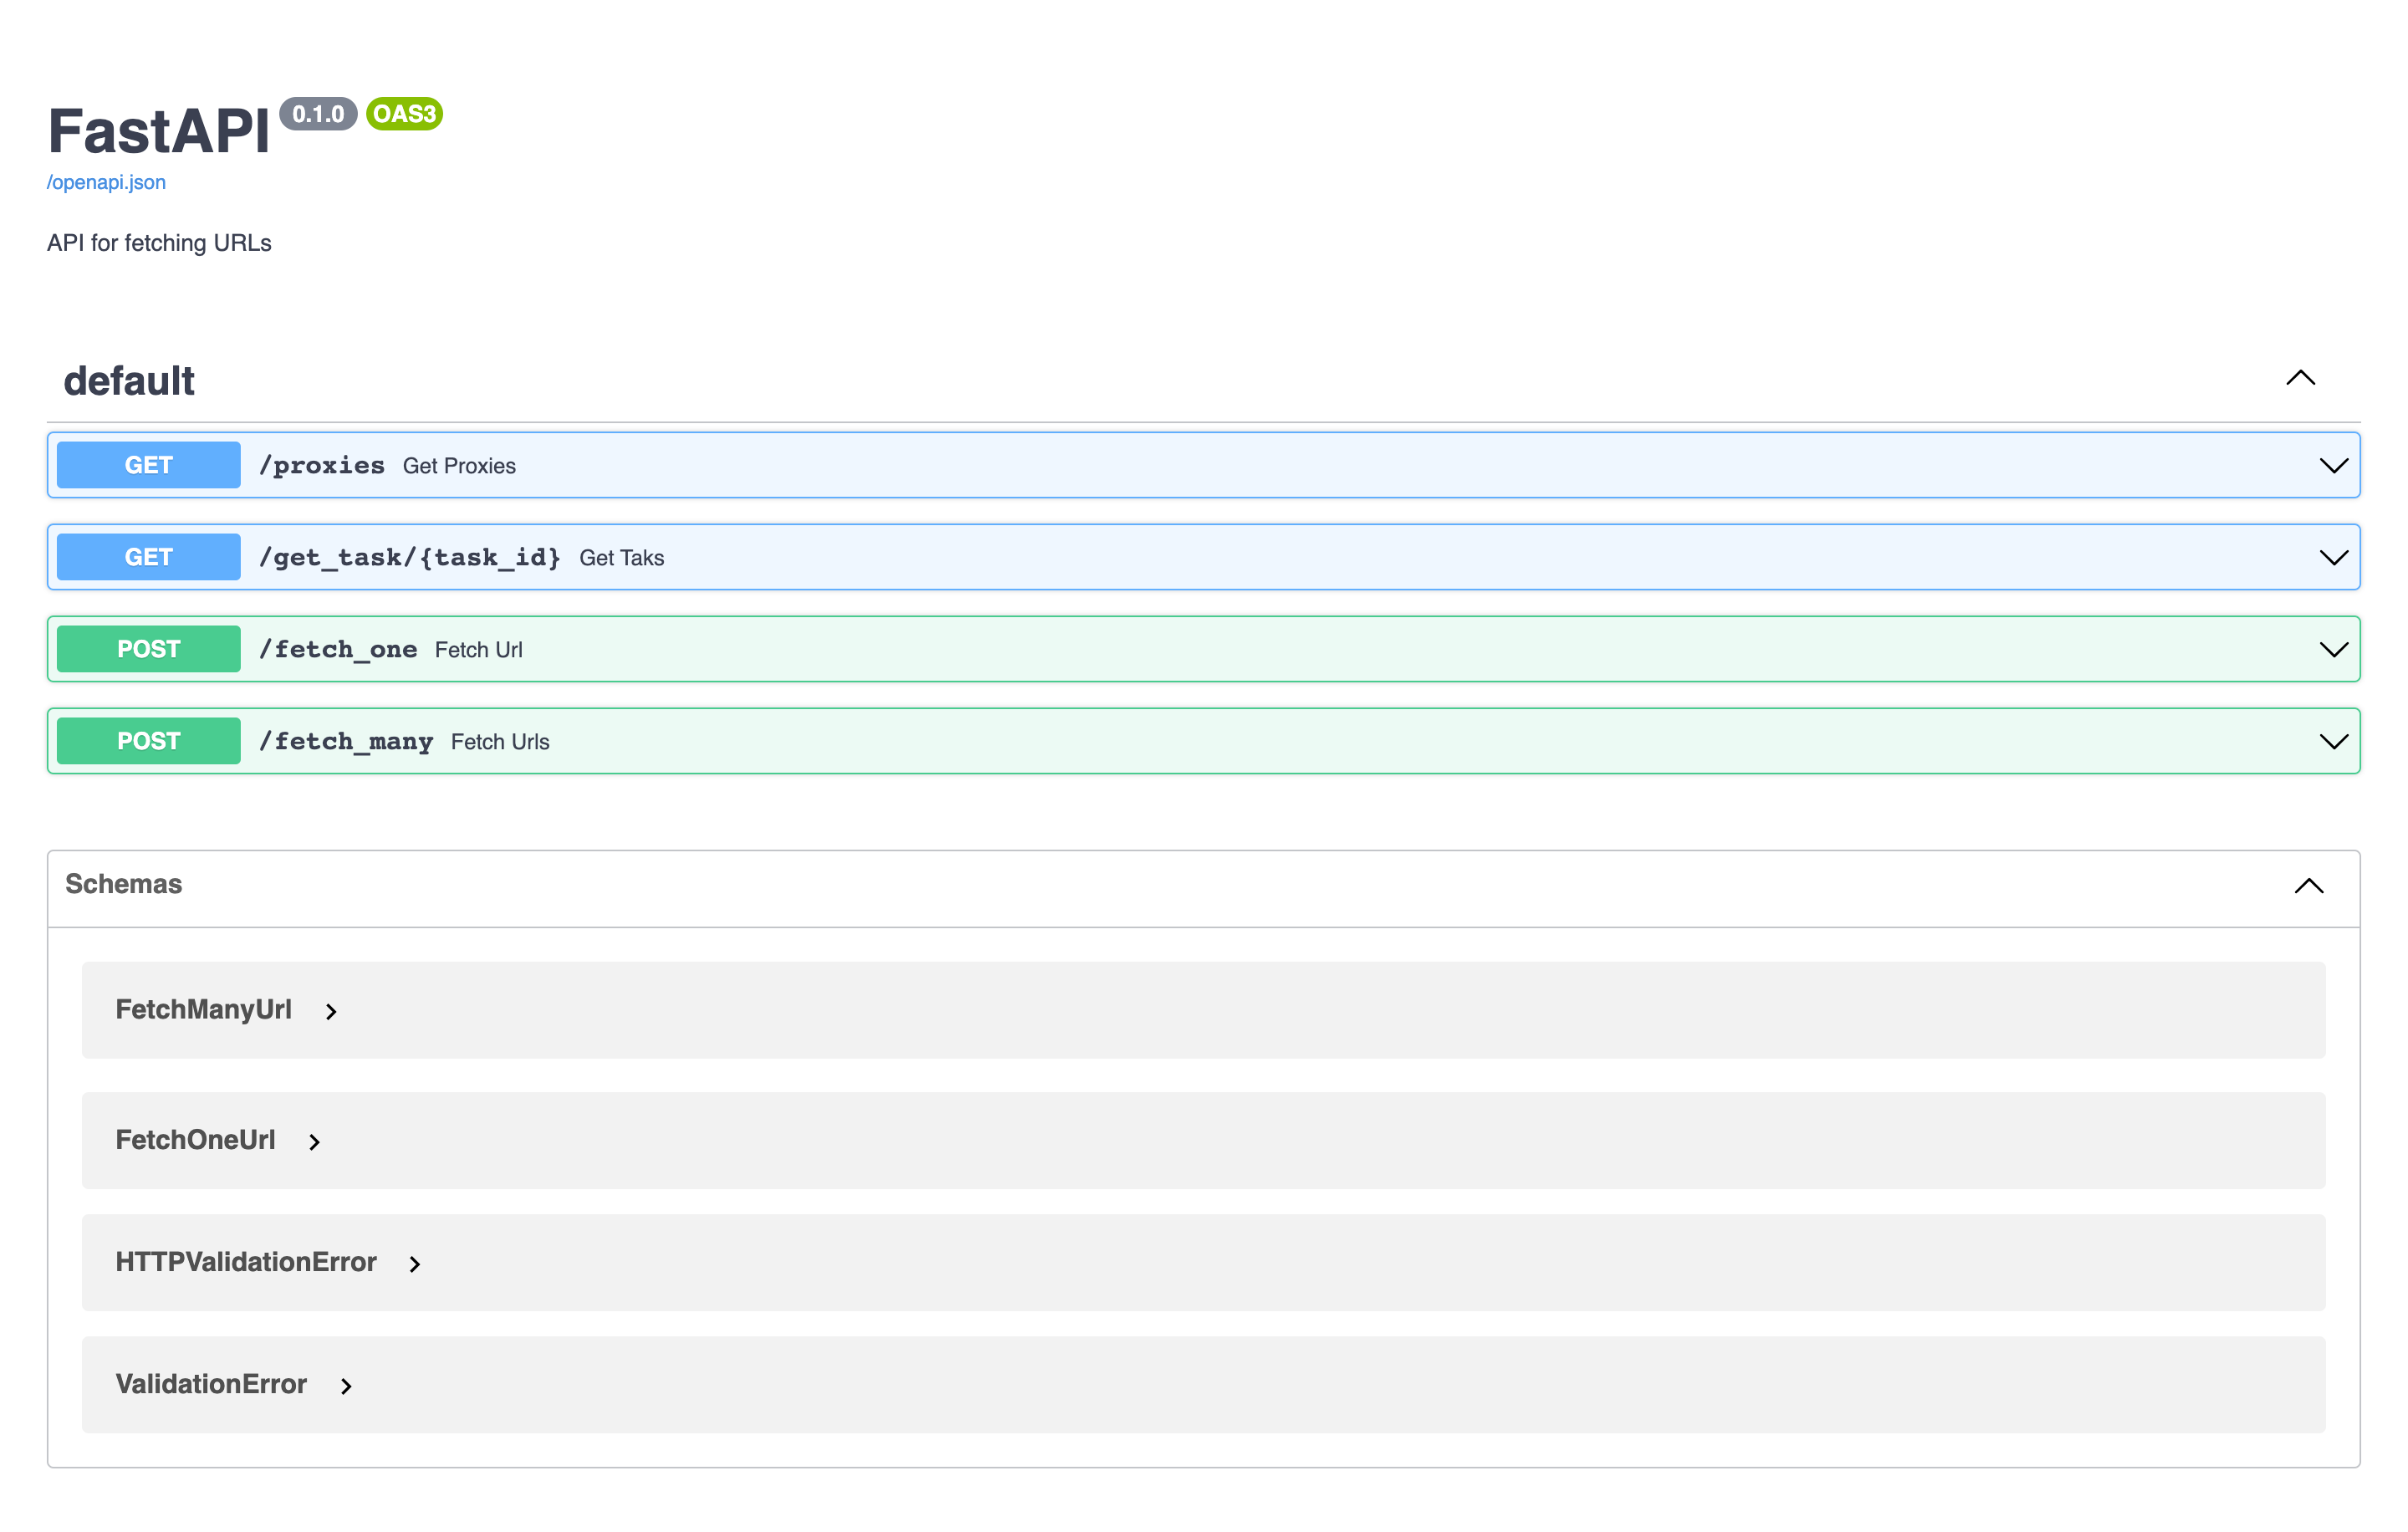 FastAPI 0.1.0 OAS3
/openapi.json
API for fetching URLs
default
GET /proxies Get Proxies
GET /get_task/{task_id} Get Taks
POST /fetch_one Fetch Url
POST /fetch_many Fetch Urls
Schemas
FetchManyUrl
FetchOneUrl
HTTPValidationError
ValidationError